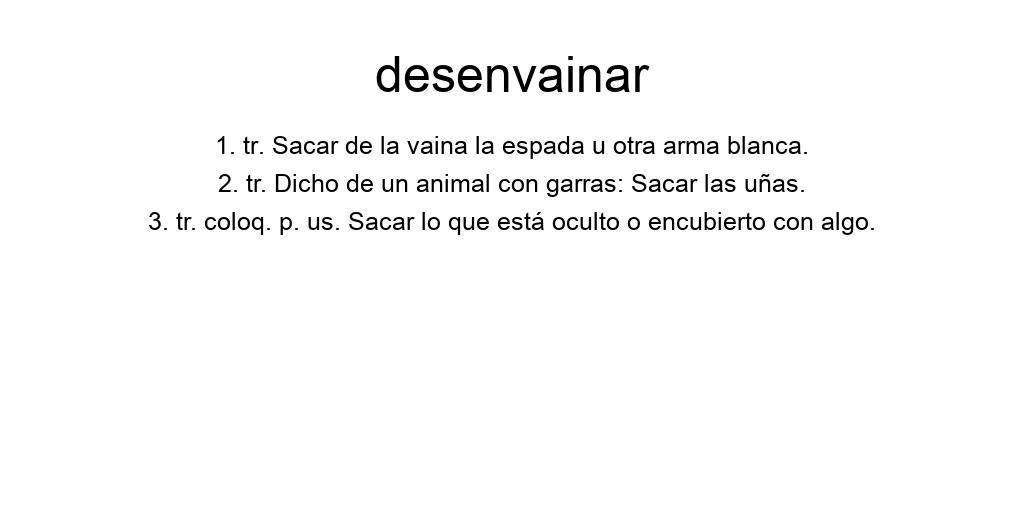 desenvainar
1. tr. Sacar de la vaina la espada u otra arma blanca.
2. tr. Dicho de un animal con garras: Sacar las uñas.
3. tr. coloq. p. us. Sacar lo que está oculto o encubierto con algo.